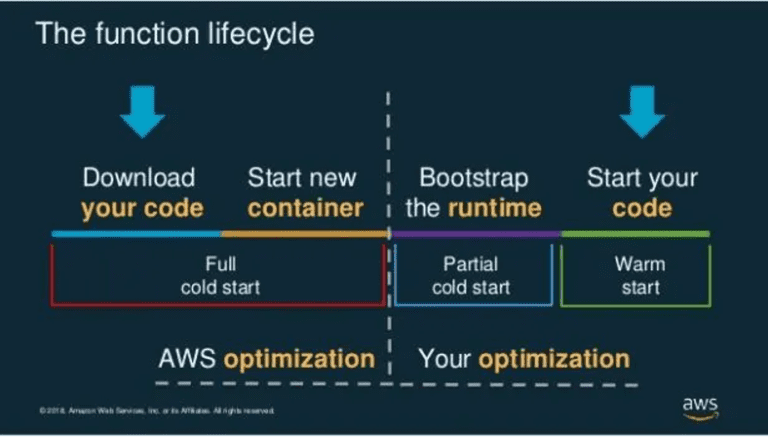 The function lifecycle
Download
your code
Start new
container
Bootstrap
the runtime
Start your
code
Full
cold start
Partial
cold start
Warm
start
AWS optimization
Your optimization
© 2018, Amazon Web Services, Inc. or its Affiliates. All rights reserved.
aws